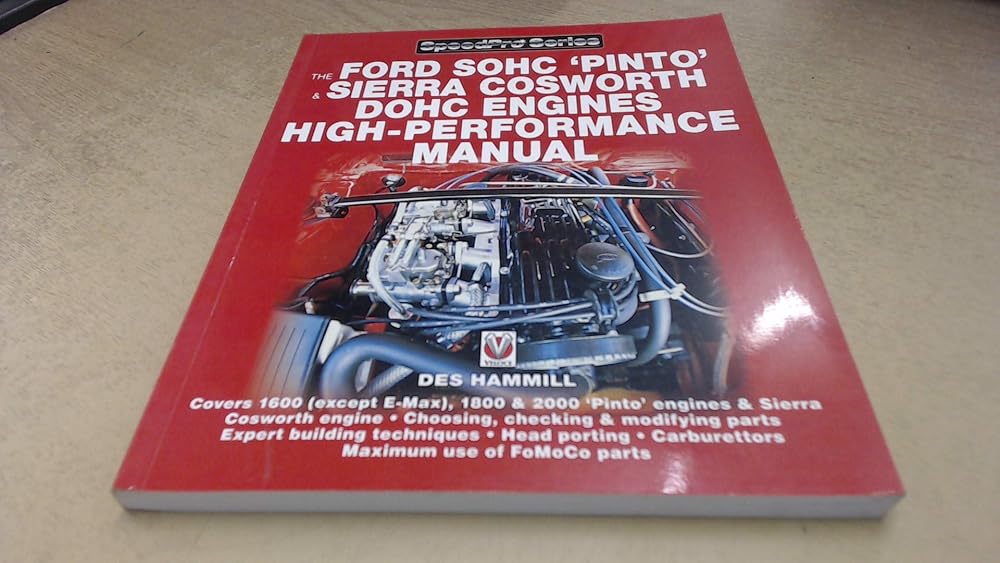 SpeedPro Series
THE FORD SOHC 'PINTO'
& SIERRA COSWORTH
DOHC ENGINES
HIGH-PERFORMANCE
MANUAL
VELOCE
DES HAMMILL
Covers 1600 (except E-Max), 1800 & 2000 'Pinto' engines & Sierra
Cosworth engine • Choosing, checking & modifying parts
Expert building techniques • Head porting • Carburettors
Maximum use of FoMoCo parts